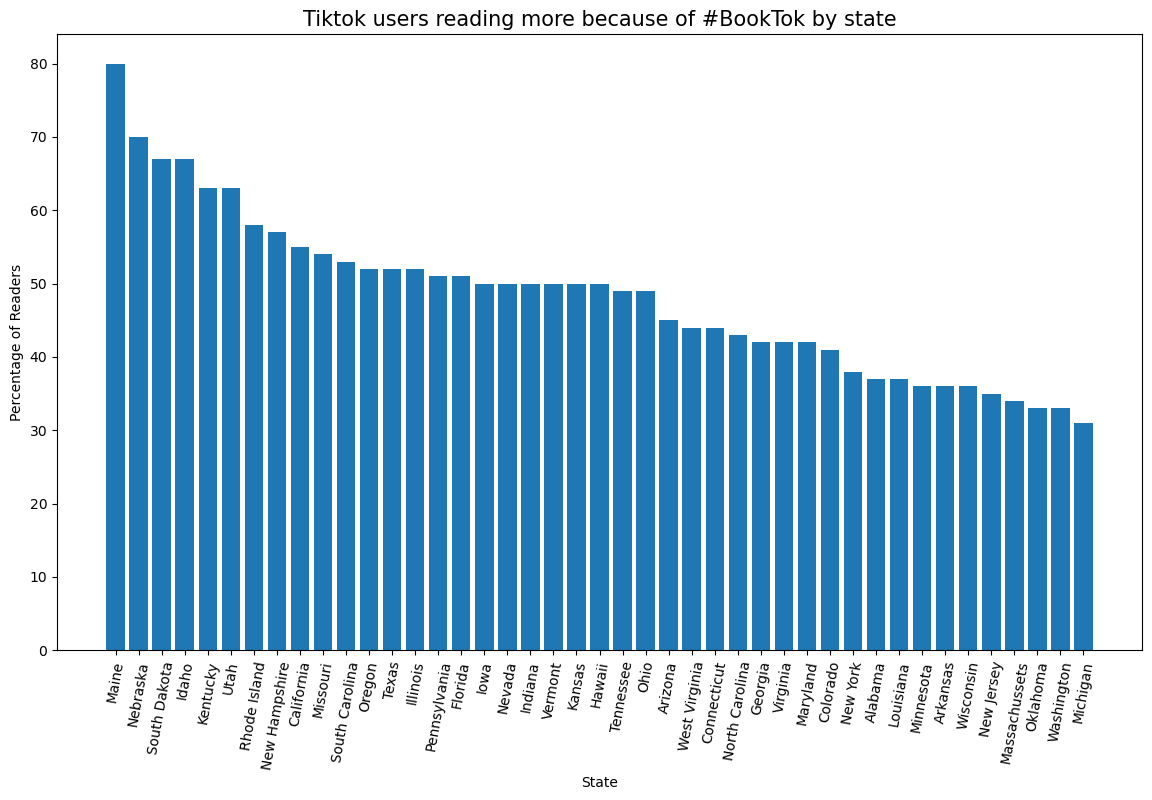 Tiktok users reading more because of #BookTok by state
Percentage of Readers
80
70
60
50
40
30
20
10
0
Maine
Nebraska
South Dakota
Idaho
Kentucky
Utah
Rhode Island
New Hampshire
California
Missouri
South Carolina
Oregon
Texas
Illinois
Pennsylvania
Florida
Iowa
Nevada
Indiana
Vermont
Kansas
Hawaii
Tennessee
Ohio
Arizona
West Virginia
Connecticut
North Carolina
Georgia
Virginia
Maryland
Colorado
New York
Alabama
Louisiana
Minnesota
Arkansas
Wisconsin
New Jersey
Massachussets
Oklahoma
Washington
Michigan
State